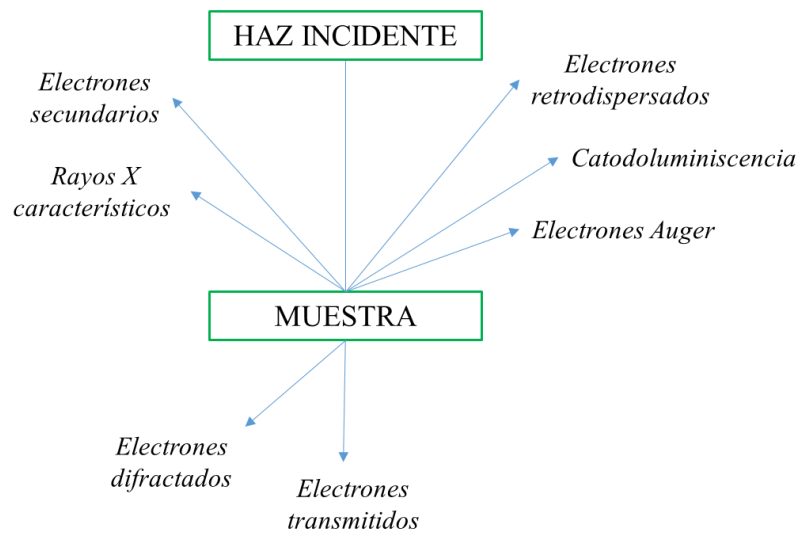 HAZ INCIDENTE
Electrones
secundarios
Electrones
retrodispersados
Rayos X
característicos
Catodoluminiscencia
Electrones Auger
MUESTRA
Electrones
difractados
Electrones
transmitidos